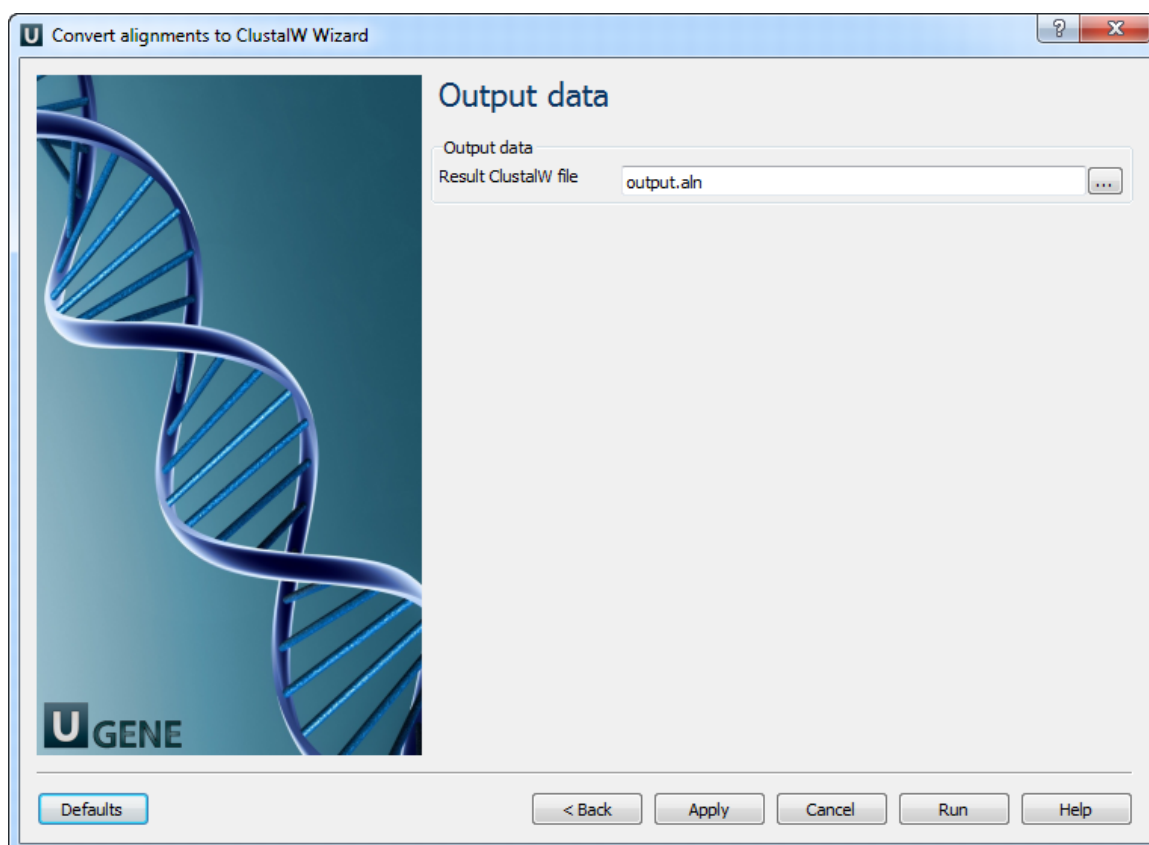 U Convert alignments to ClustalW Wizard
? X
Output data
Output data
Result ClustalW file output.aln ...
U GENE
Defaults < Back Apply Cancel Run Help